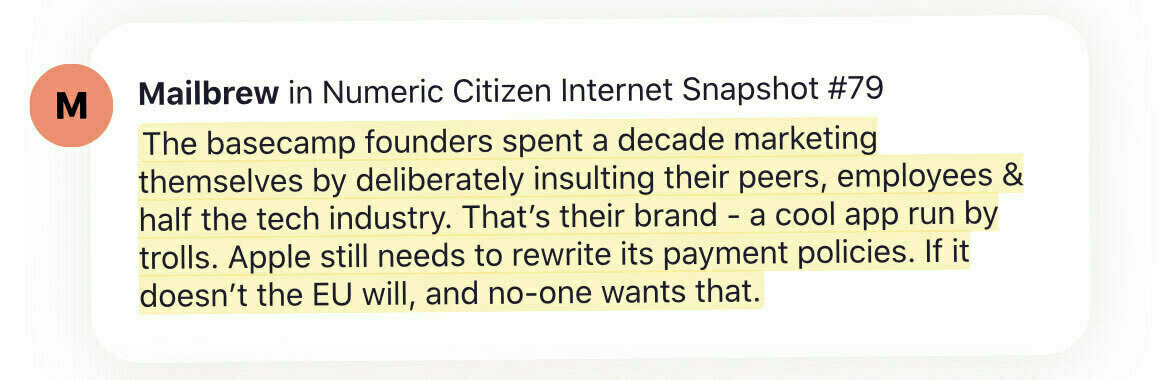 M
Mailbrew in Numeric Citizen Internet Snapshot #79
The basecamp founders spent a decade marketing
themselves by deliberately insulting their peers, employees &
half the tech industry. That’s their brand - a cool app run by
trolls. Apple still needs to rewrite its payment policies. If it
doesn’t the EU will, and no-one wants that.